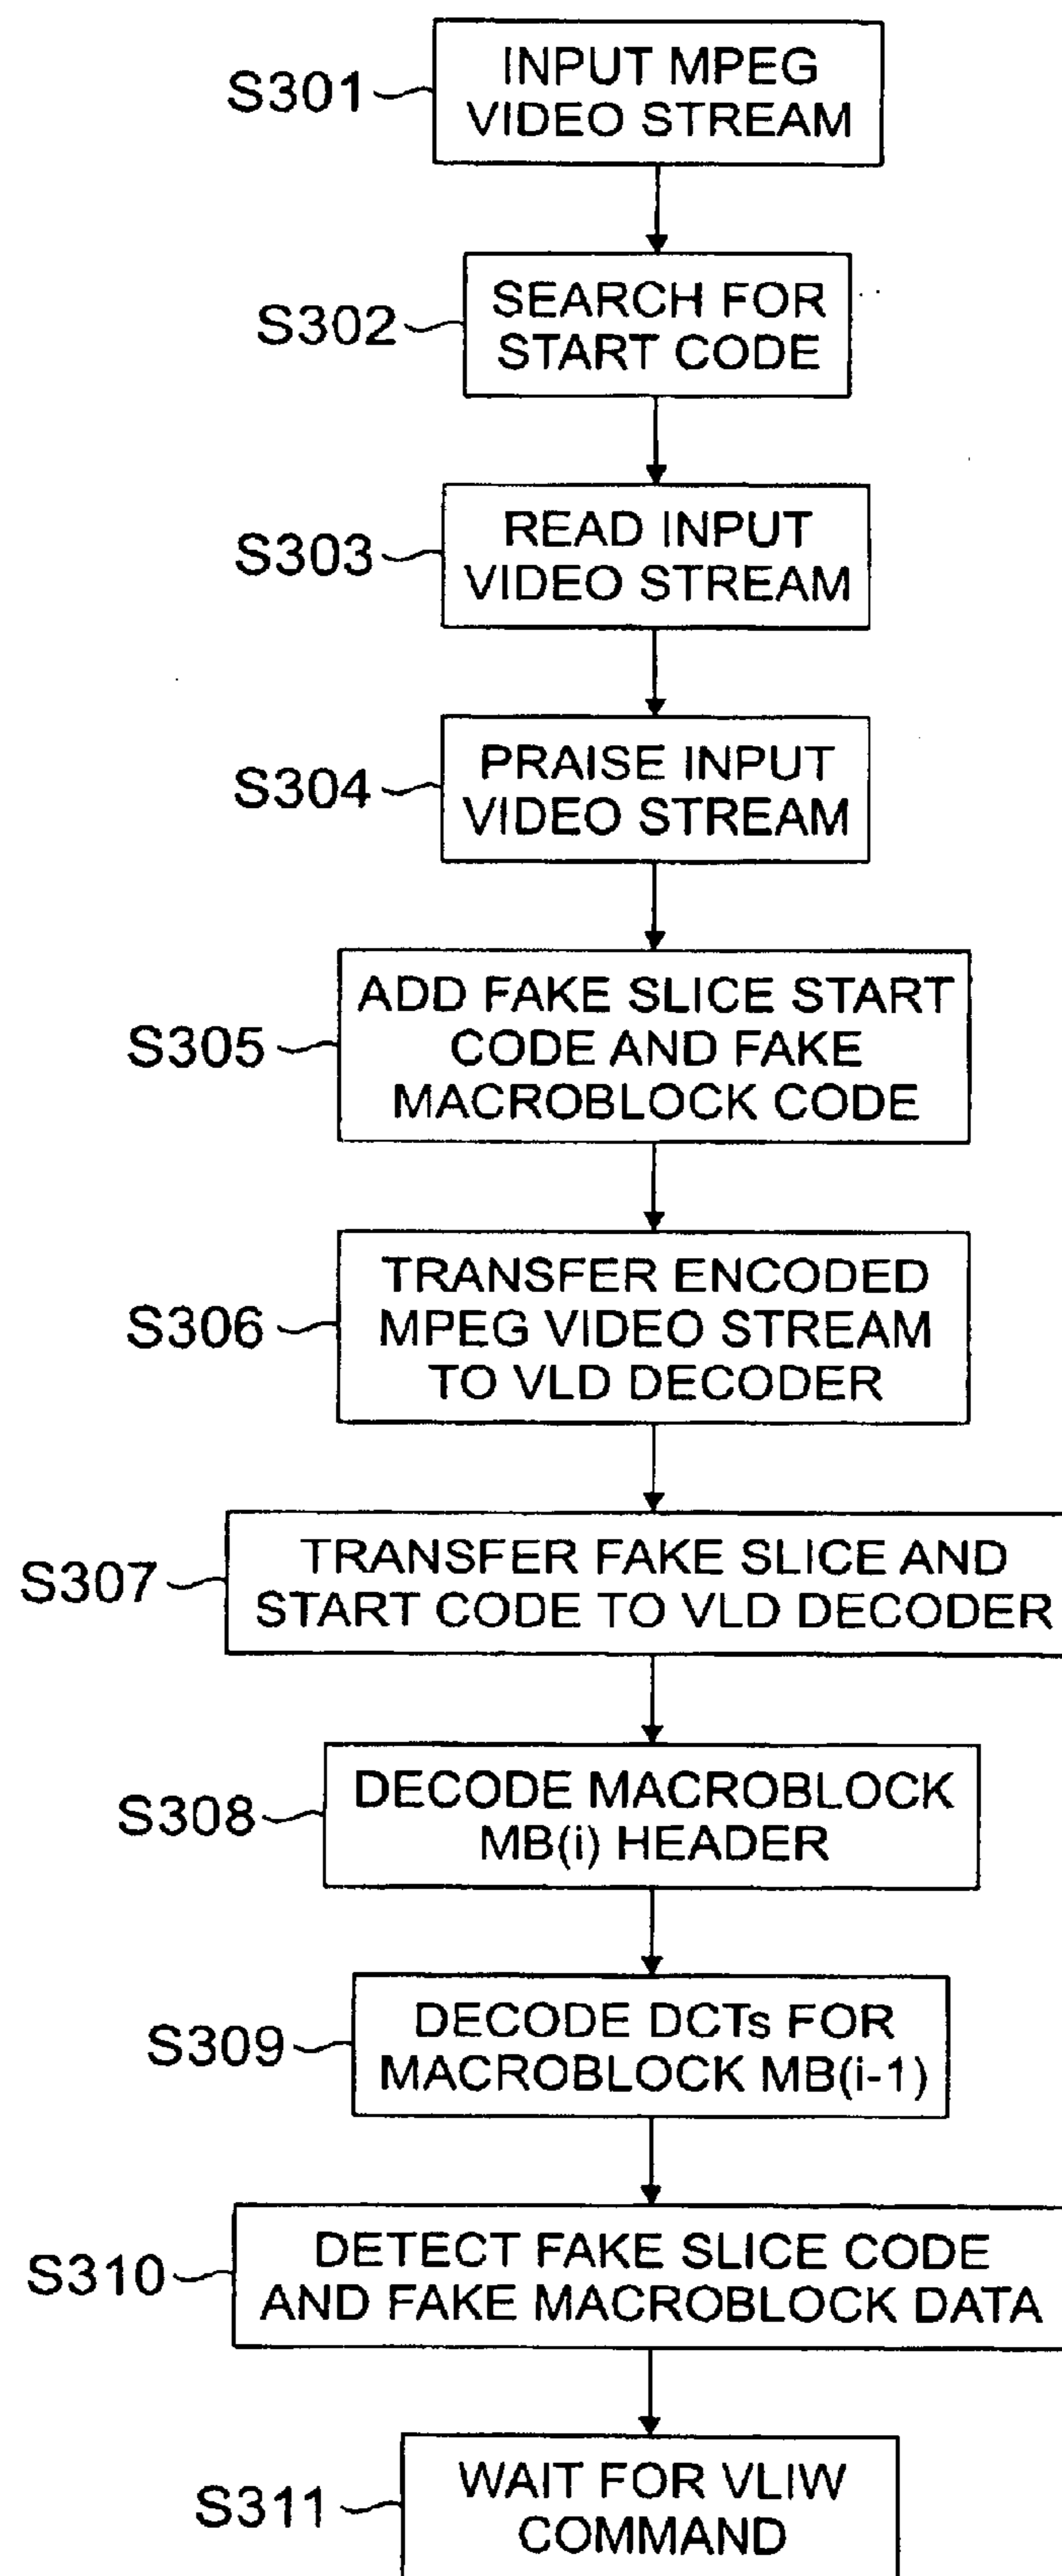 S301
INPUT MPEG
VIDEO STREAM
S302
SEARCH FOR
START CODE
S303
READ INPUT
VIDEO STREAM
S304
PRAISE INPUT
VIDEO STREAM
S305
ADD FAKE SLICE START
CODE AND FAKE
MACROBLOCK CODE
S306
TRANSFER ENCODED
MPEG VIDEO STREAM
TO VLD DECODER
S307
TRANSFER FAKE SLICE AND
START CODE TO VLD DECODER
S308
DECODE MACROBLOCK
MB(i) HEADER
S309
DECODE DCTs FOR
MACROBLOCK MB(i-1)
S310
DETECT FAKE SLICE CODE
AND FAKE MACROBLOCK DATA
S311
WAIT FOR VLIW
COMMAND